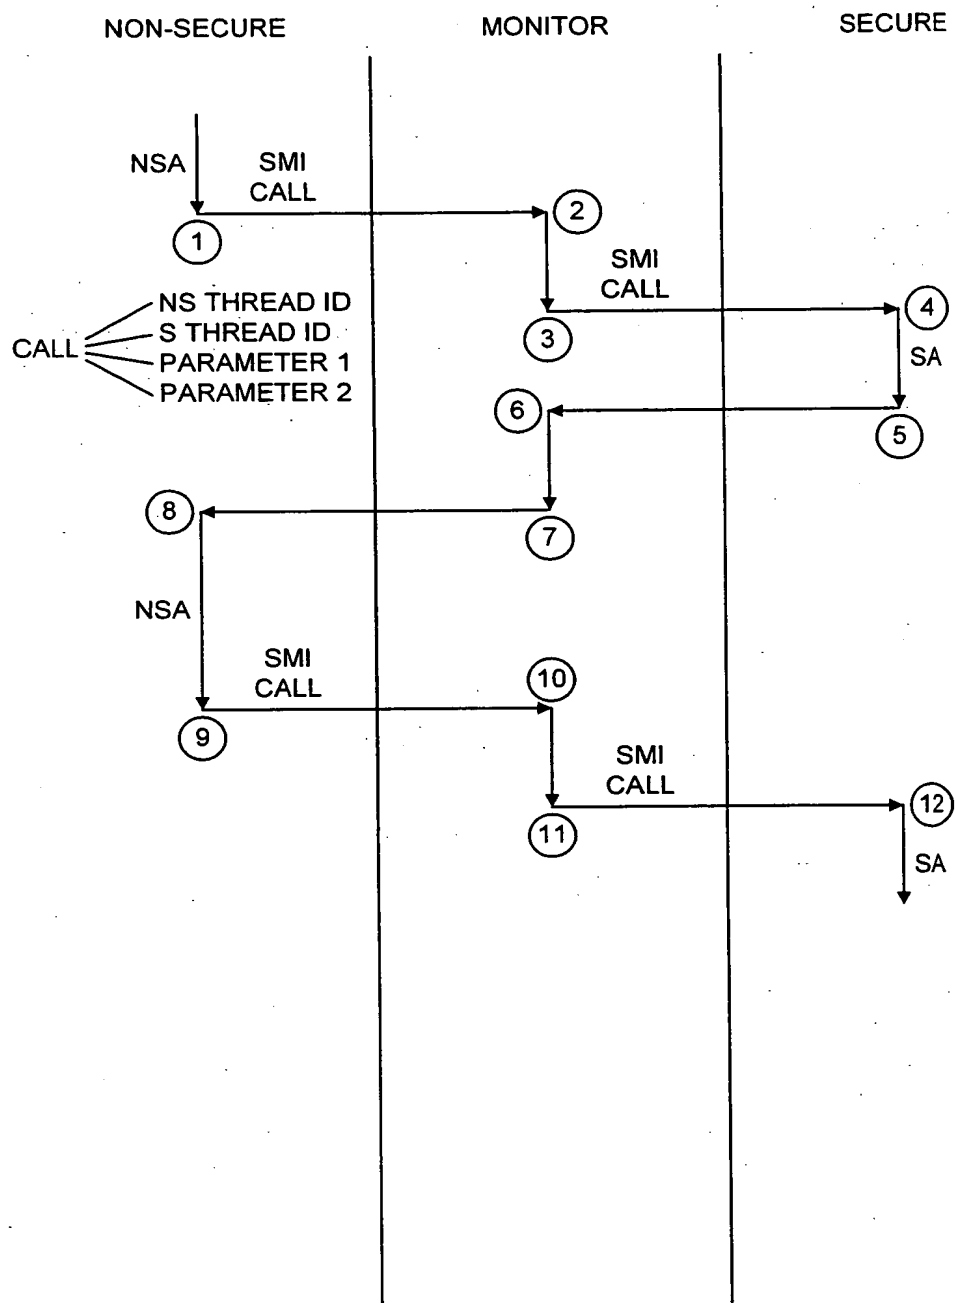 NON-SECURE MONITOR SECURE
NSA
SMI
CALL
2
1
SMI
CALL
4
NS THREAD ID
S THREAD ID
CALL
PARAMETER 1
PARAMETER 2
3
SA
6
5
8
7
NSA
SMI
CALL
10
9
SMI
CALL
12
11
SA